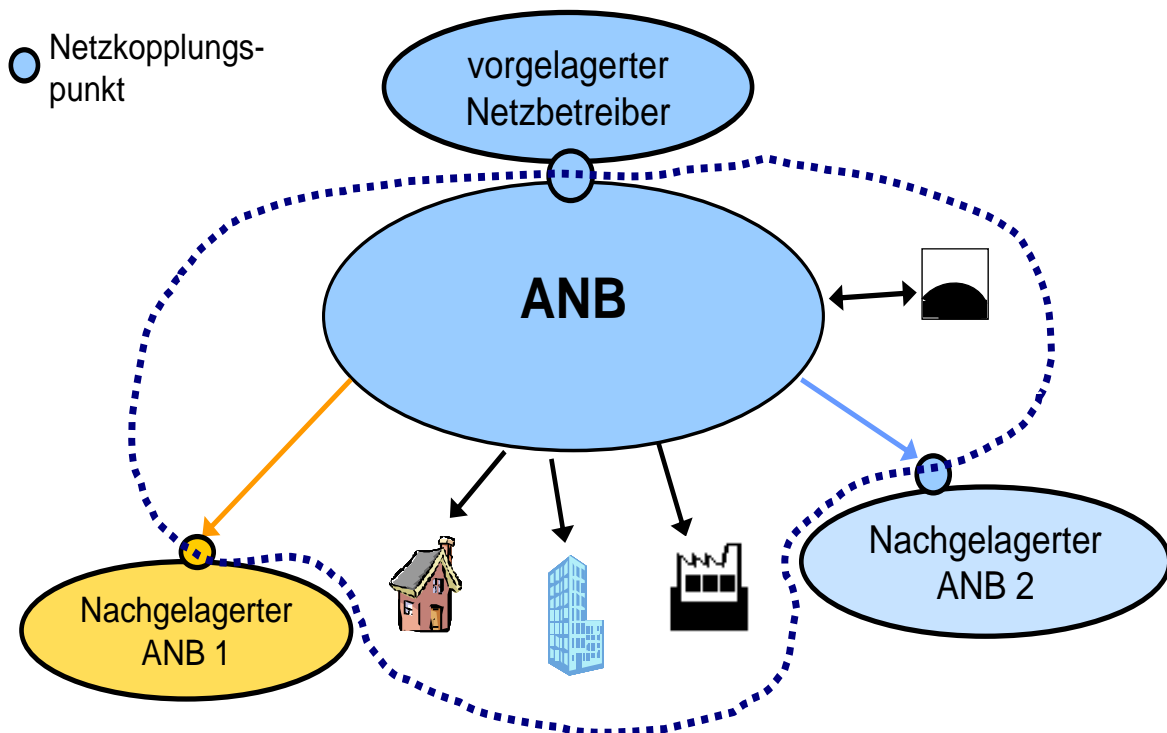 Netzkopplungs-
punkt
vorgelagerter
Netzbetreiber
ANB
Nachgelagerter
ANB 2
Nachgelagerter
ANB 1